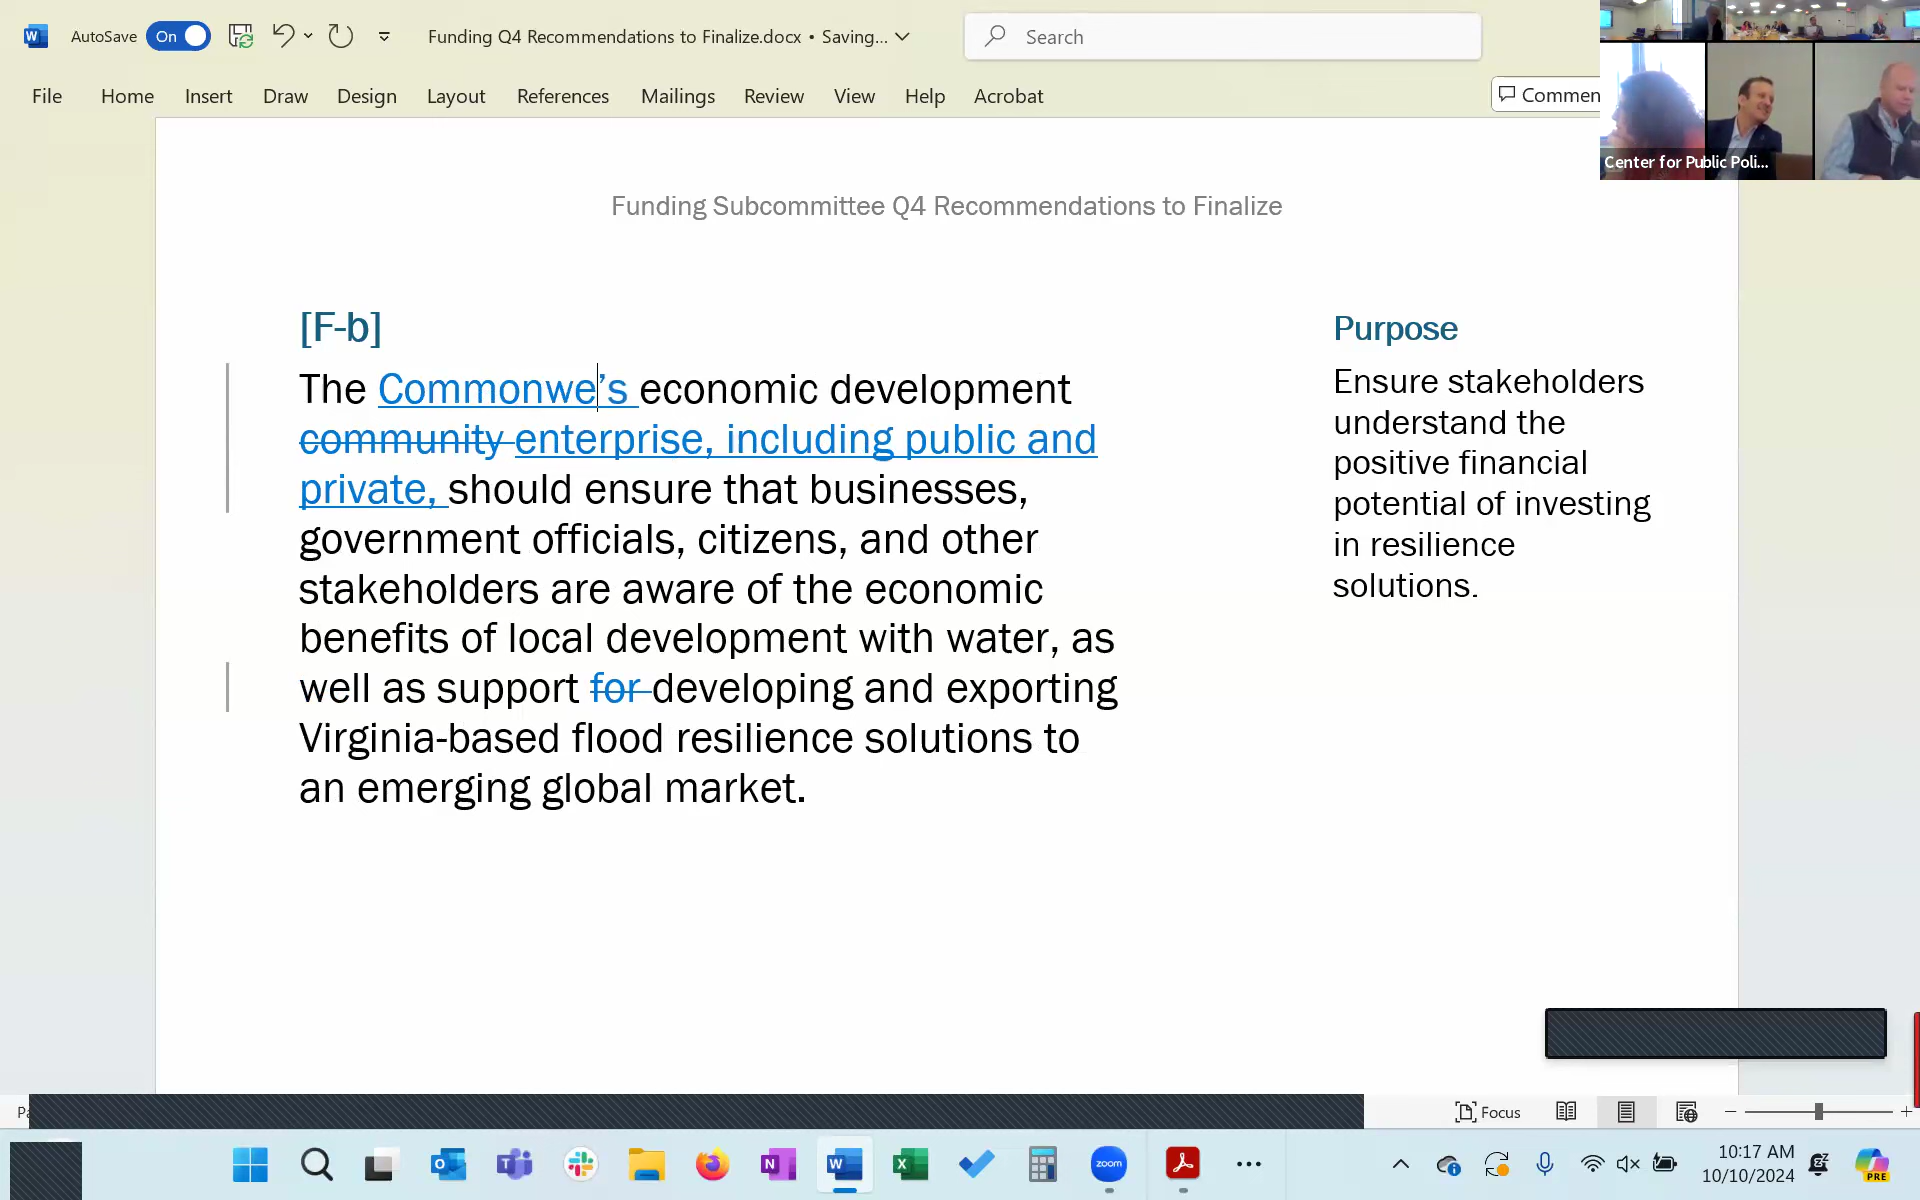 AutoSave On Funding Q4 Recommendations to Finalize.docx • Saving... Search
File Home Insert Draw Design Layout References Mailings Review View Help Acrobat Commen
Center for Public Poli...
Funding Subcommittee Q4 Recommendations to Finalize
[F-b]
The Commonwe’s economic development
community enterprise, including public and
private, should ensure that businesses,
government officials, citizens, and other
stakeholders are aware of the economic
benefits of local development with water, as
well as support for developing and exporting
Virginia-based flood resilience solutions to
an emerging global market.
Purpose
Ensure stakeholders
understand the
positive financial
potential of investing
in resilience
solutions.
Focus
zoom
10:17 AM
10/10/2024
PRE